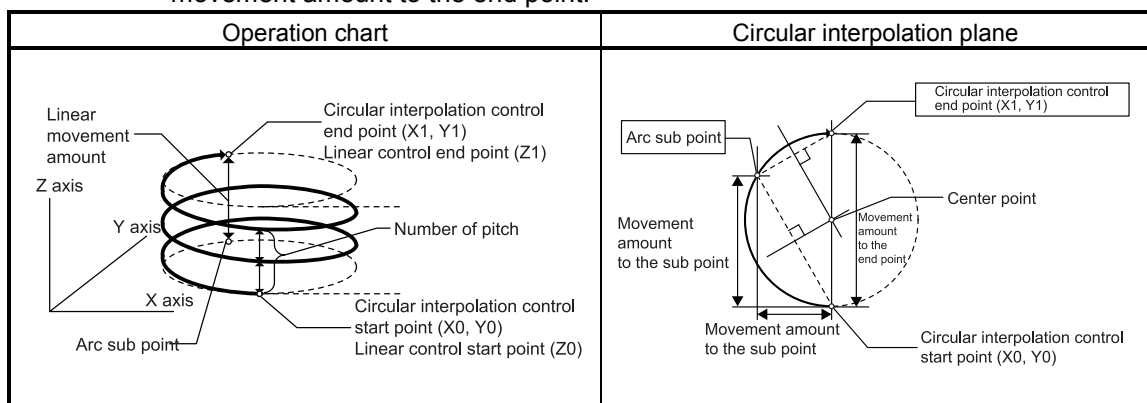 movement amount to the end point.
Operation chart
Circular interpolation plane
Linear
movement
amount
Circular interpolation control
end point (X1, Y1)
Linear control end point (Z1)
Z axis
Y axis
Number of pitch
X axis
Circular interpolation control
start point (X0, Y0)
Linear control start point (Z0)
Arc sub point
Circular interpolation control
end point (X1, Y1)
Arc sub point
Center point
Movement
amount
to the sub point
Movement
amount
to the
end point
Movement amount
to the sub point
Circular interpolation control
start point (X0, Y0)